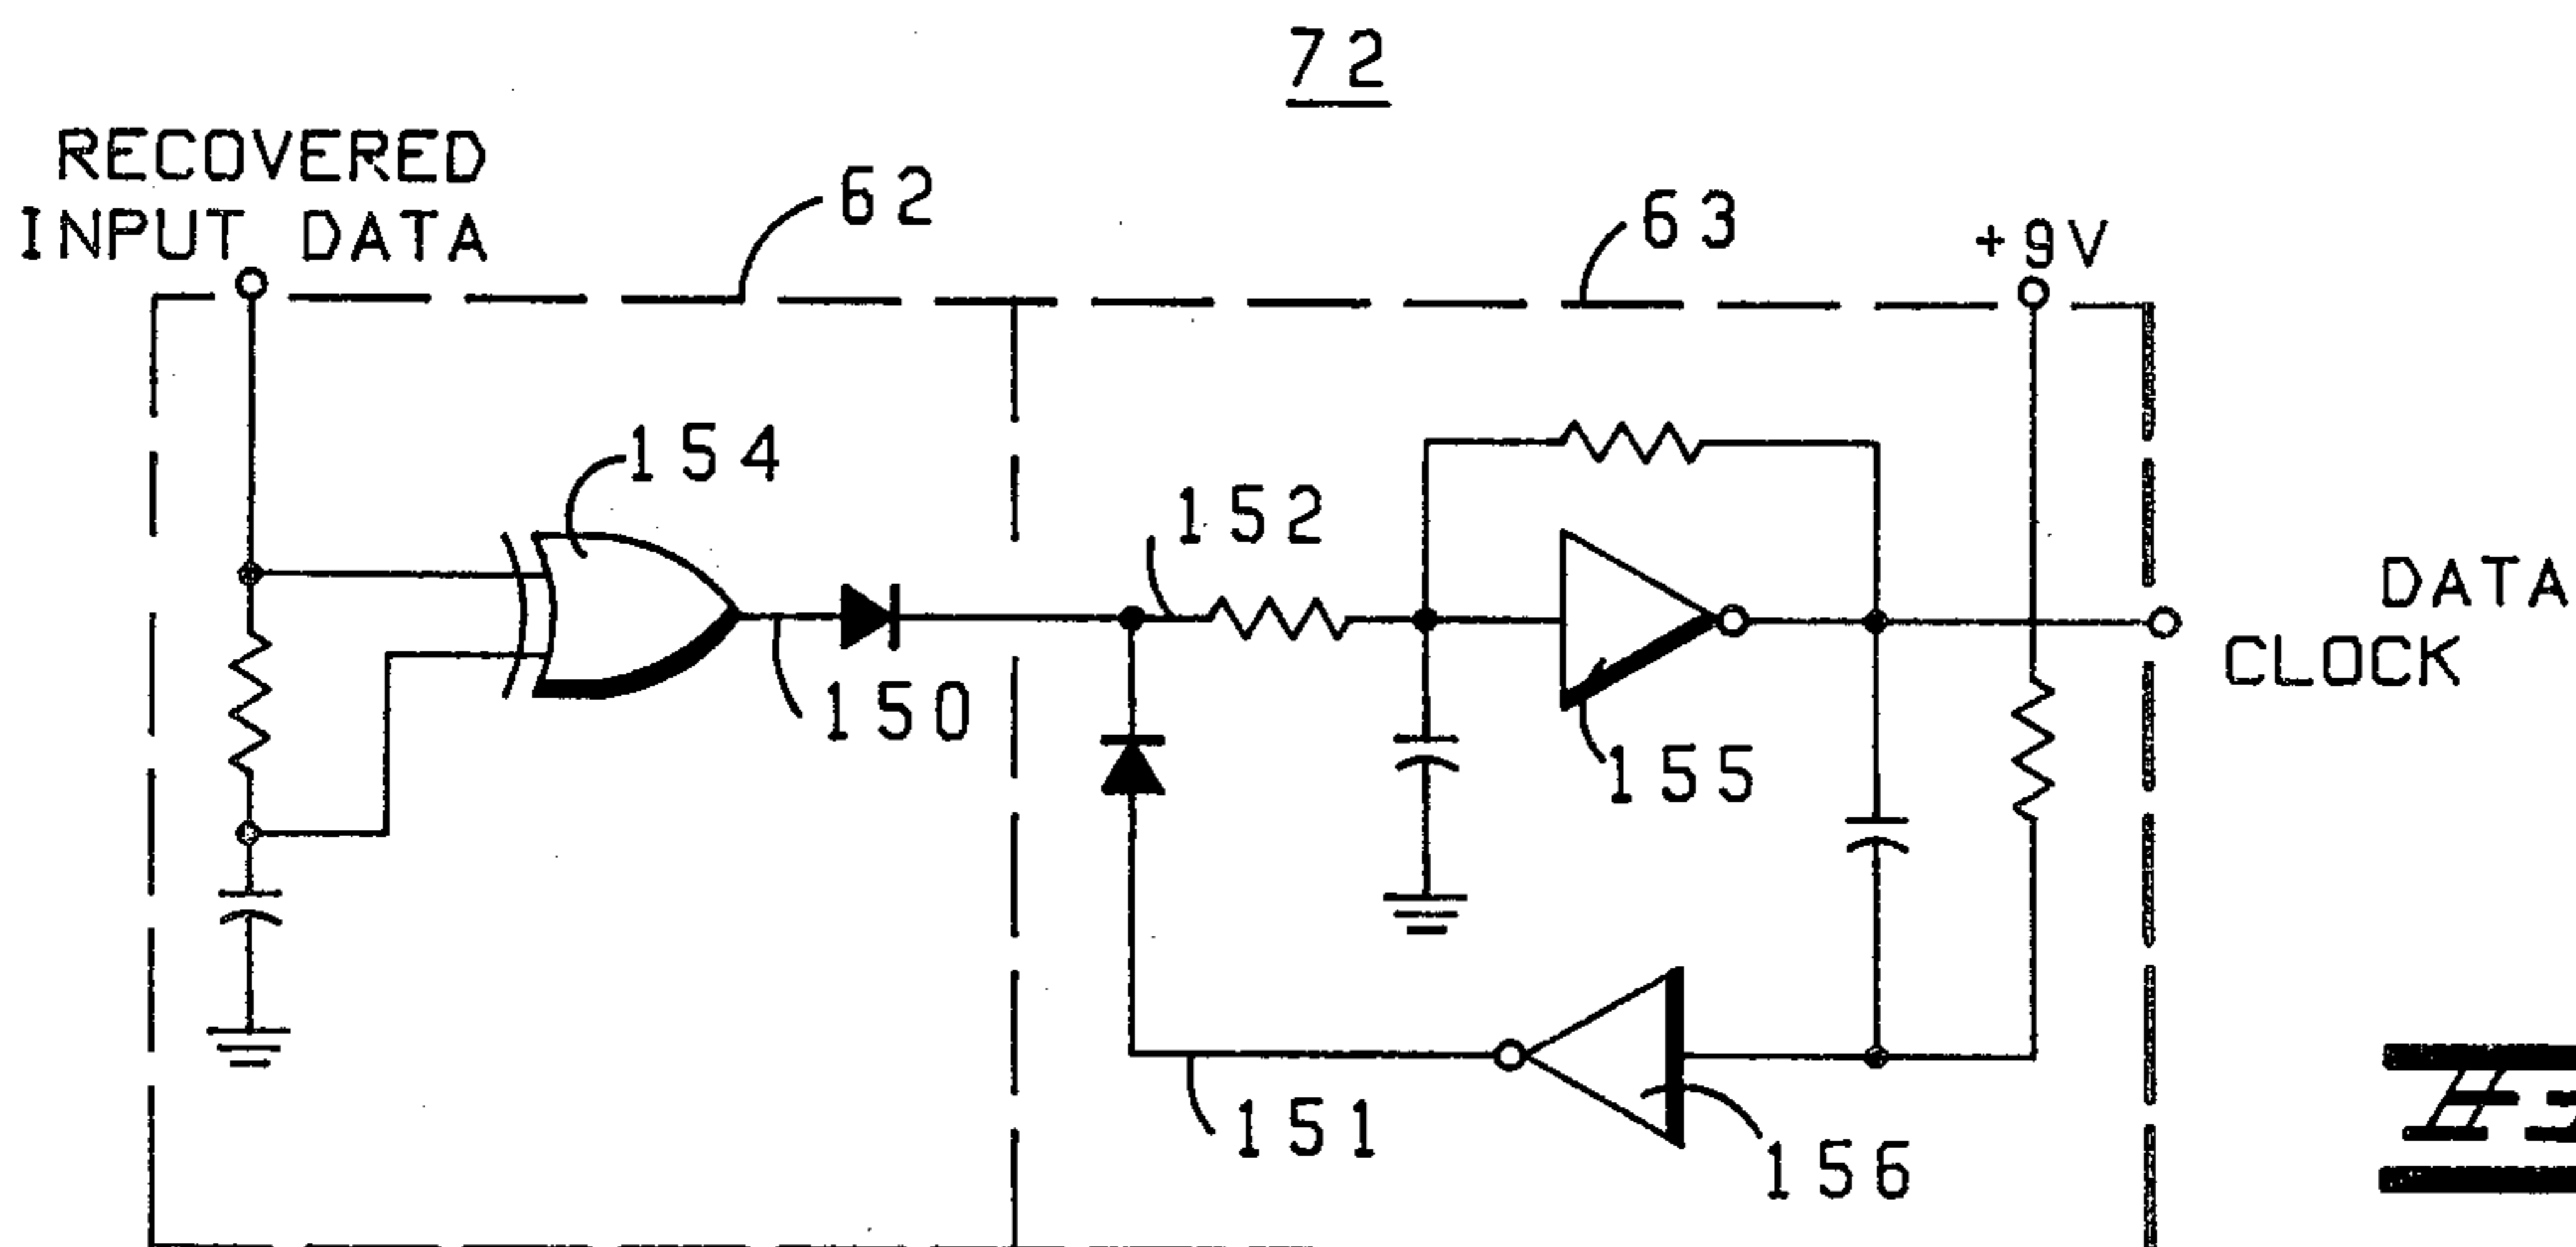 72
RECOVERED
INPUT DATA
62
63
+9V
154
152
DATA
CLOCK
150
155
151
156